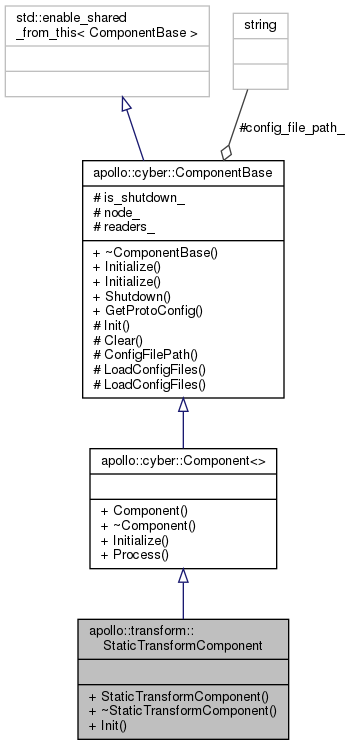 std::enable_shared
_from_this< ComponentBase >
string
#config_file_path_
apollo::cyber::ComponentBase
# is_shutdown_
# node_
# readers_
+ ~ComponentBase()
+ Initialize()
+ Initialize()
+ Shutdown()
+ GetProtoConfig()
# Init()
# Clear()
# ConfigFilePath()
# LoadConfigFiles()
# LoadConfigFiles()
apollo::cyber::Component<>
+ Component()
+ ~Component()
+ Initialize()
+ Process()
apollo::transform::
StaticTransformComponent
+ StaticTransformComponent()
+ ~StaticTransformComponent()
+ Init()